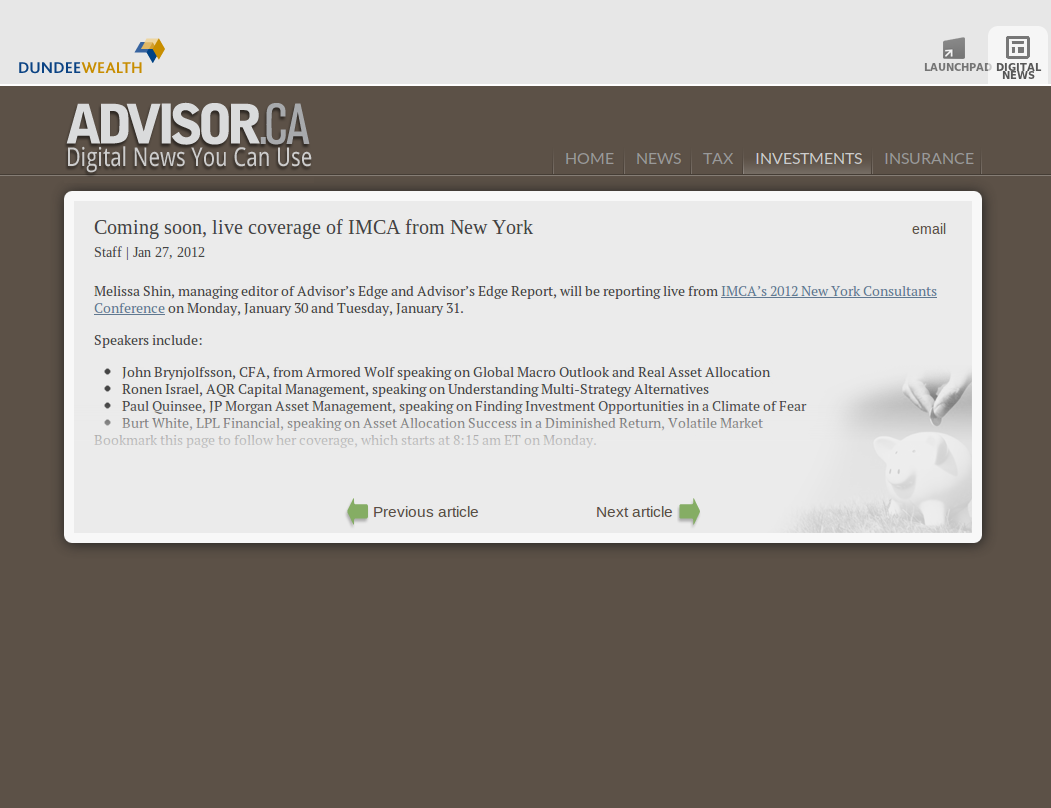 DUNDEEWEALTH
LAUNCHPAD
DIGITAL
NEWS
ADVISOR.CA
Digital News You Can Use
HOME NEWS TAX INVESTMENTS INSURANCE
Coming soon, live coverage of IMCA from New York
email
Staff | Jan 27, 2012
Melissa Shin, managing editor of Advisor’s Edge and Advisor’s Edge Report, will be reporting live from IMCA’s 2012 New York Consultants
Conference on Monday, January 30 and Tuesday, January 31.
Speakers include:
• John Brynjolfsson, CFA, from Armored Wolf speaking on Global Macro Outlook and Real Asset Allocation
• Ronen Israel, AQR Capital Management, speaking on Understanding Multi-Strategy Alternatives
• Paul Quinsee, JP Morgan Asset Management, speaking on Finding Investment Opportunities in a Climate of Fear
• Burt White, LPL Financial, speaking on Asset Allocation Success in a Diminished Return, Volatile Market
Bookmark this page to follow her coverage, which starts at 8:15 am ET on Monday.
Previous article Next article